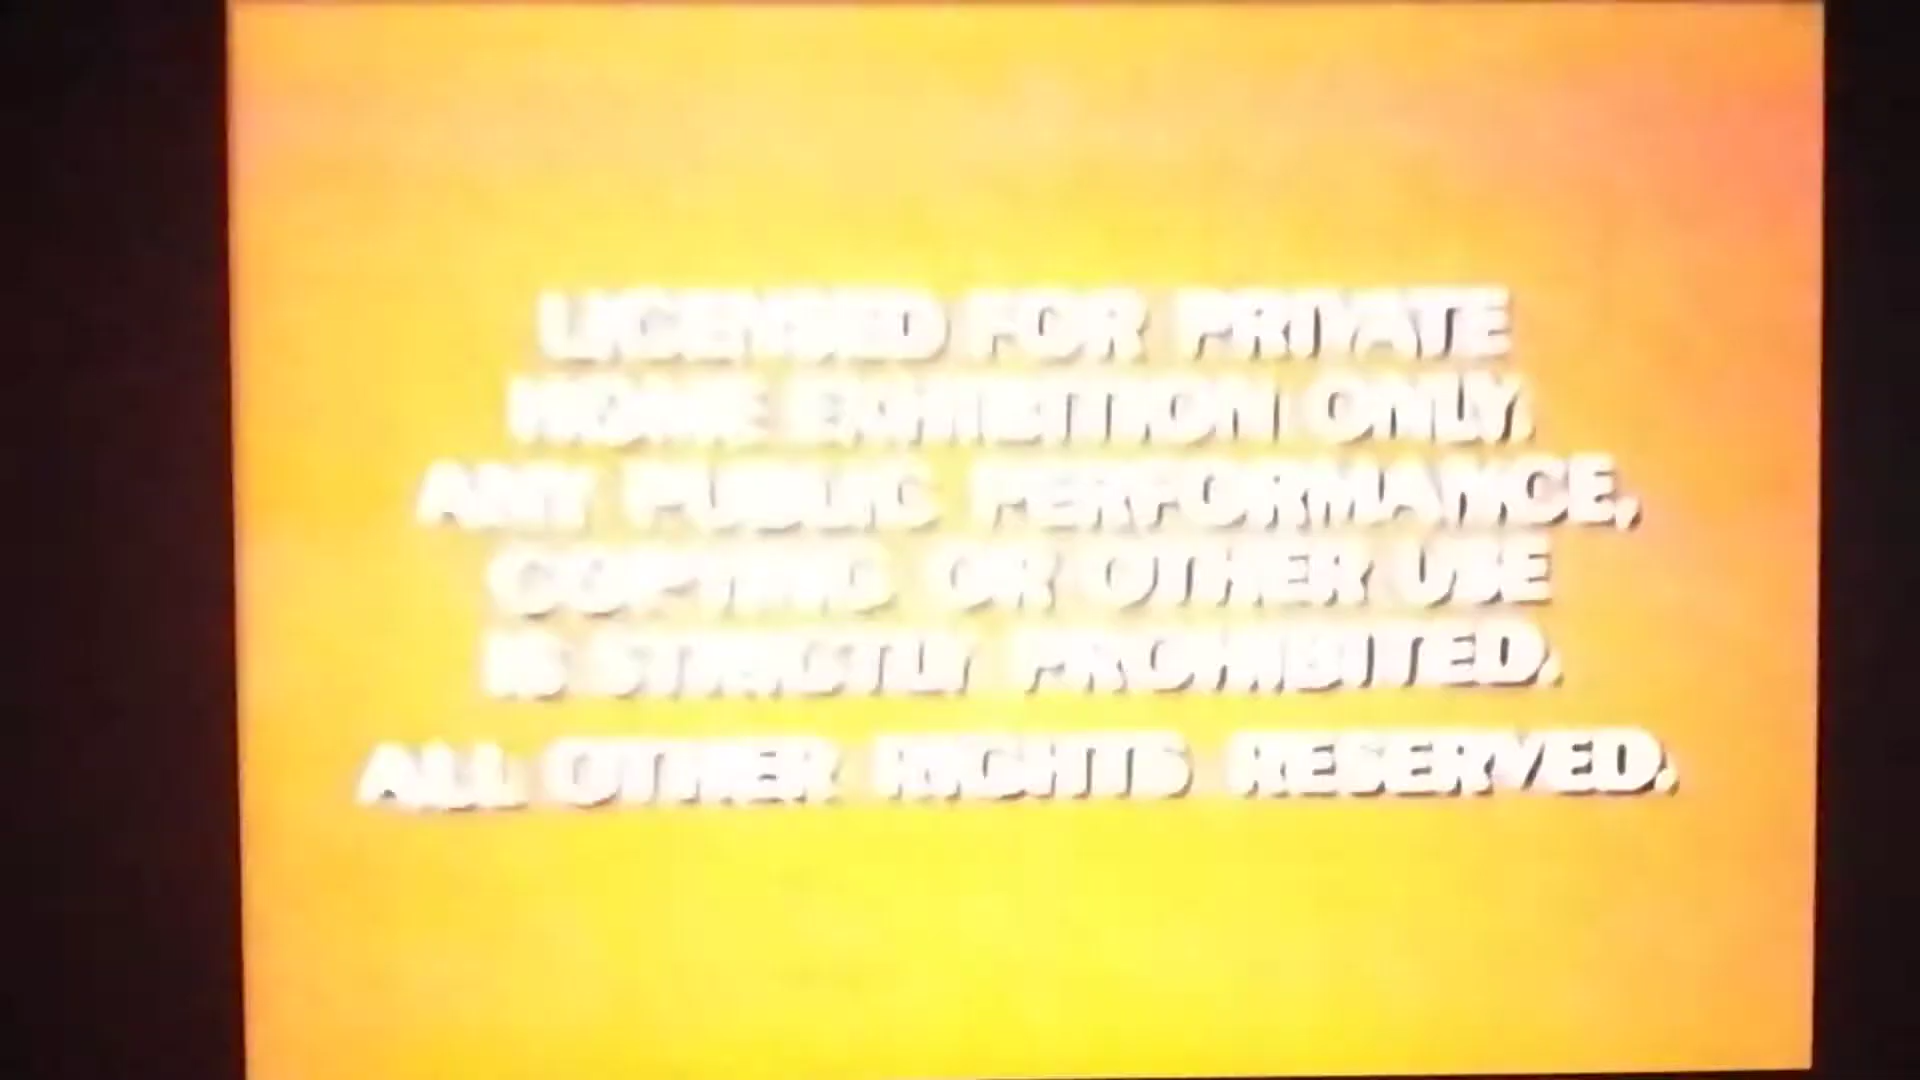 LICENSED FOR PRIVATE
HOME EXHIBITION ONLY.
ANY PUBLIC PERFORMANCE,
COPYING OR OTHER USE
IS STRICTLY PROHIBITED.
ALL OTHER RIGHTS RESERVED.